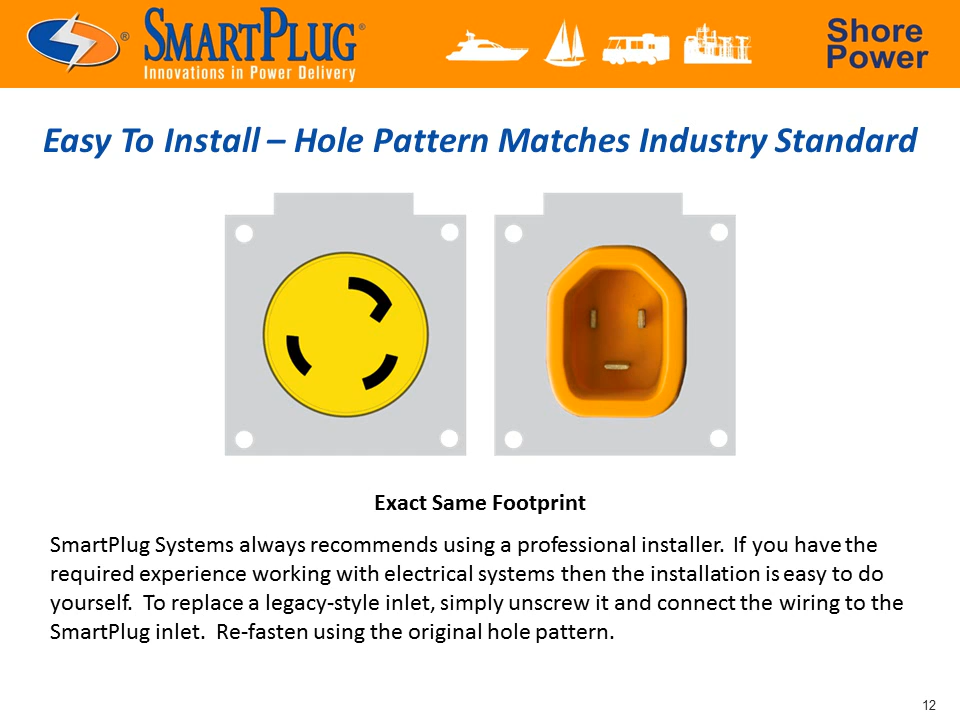 SMARTPLUG®
Innovations in Power Delivery
®
Shore
Power
Easy To Install – Hole Pattern Matches Industry Standard
Exact Same Footprint
SmartPlug Systems always recommends using a professional installer. If you have the
required experience working with electrical systems then the installation is easy to do
yourself. To replace a legacy-style inlet, simply unscrew it and connect the wiring to the
SmartPlug inlet. Re-fasten using the original hole pattern.
12